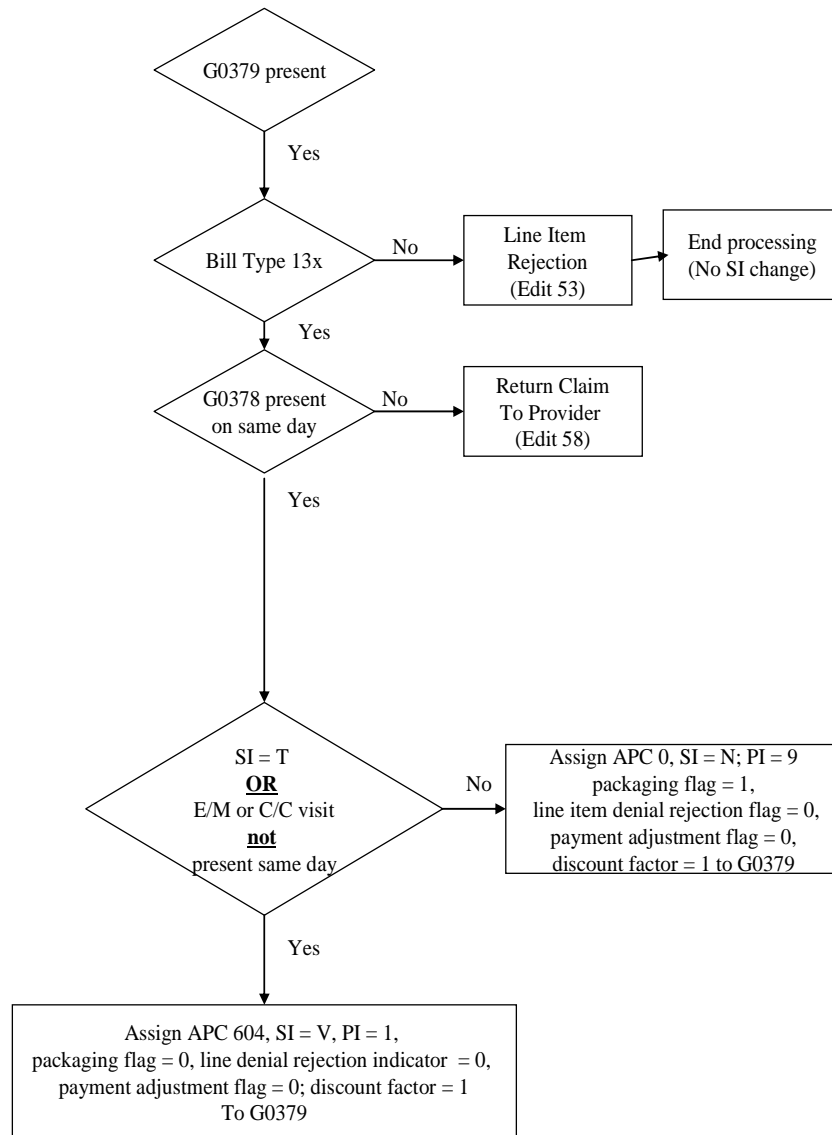 G0379 present
Yes
Bill Type 13x
No
Line Item
Rejection
(Edit 53)
End processing
(No SI change)
Yes
G0378 present
on same day
No
Return Claim
To Provider
(Edit 58)
Yes
SI = T
OR
E/M or C/C visit
not
present same day
No
Assign APC 0, SI = N; PI = 9
packaging flag = 1,
line item denial rejection flag = 0,
payment adjustment flag = 0,
discount factor = 1 to G0379
Yes
Assign APC 604, SI = V, PI = 1,
packaging flag = 0, line denial rejection indicator = 0,
payment adjustment flag = 0; discount factor = 1
To G0379